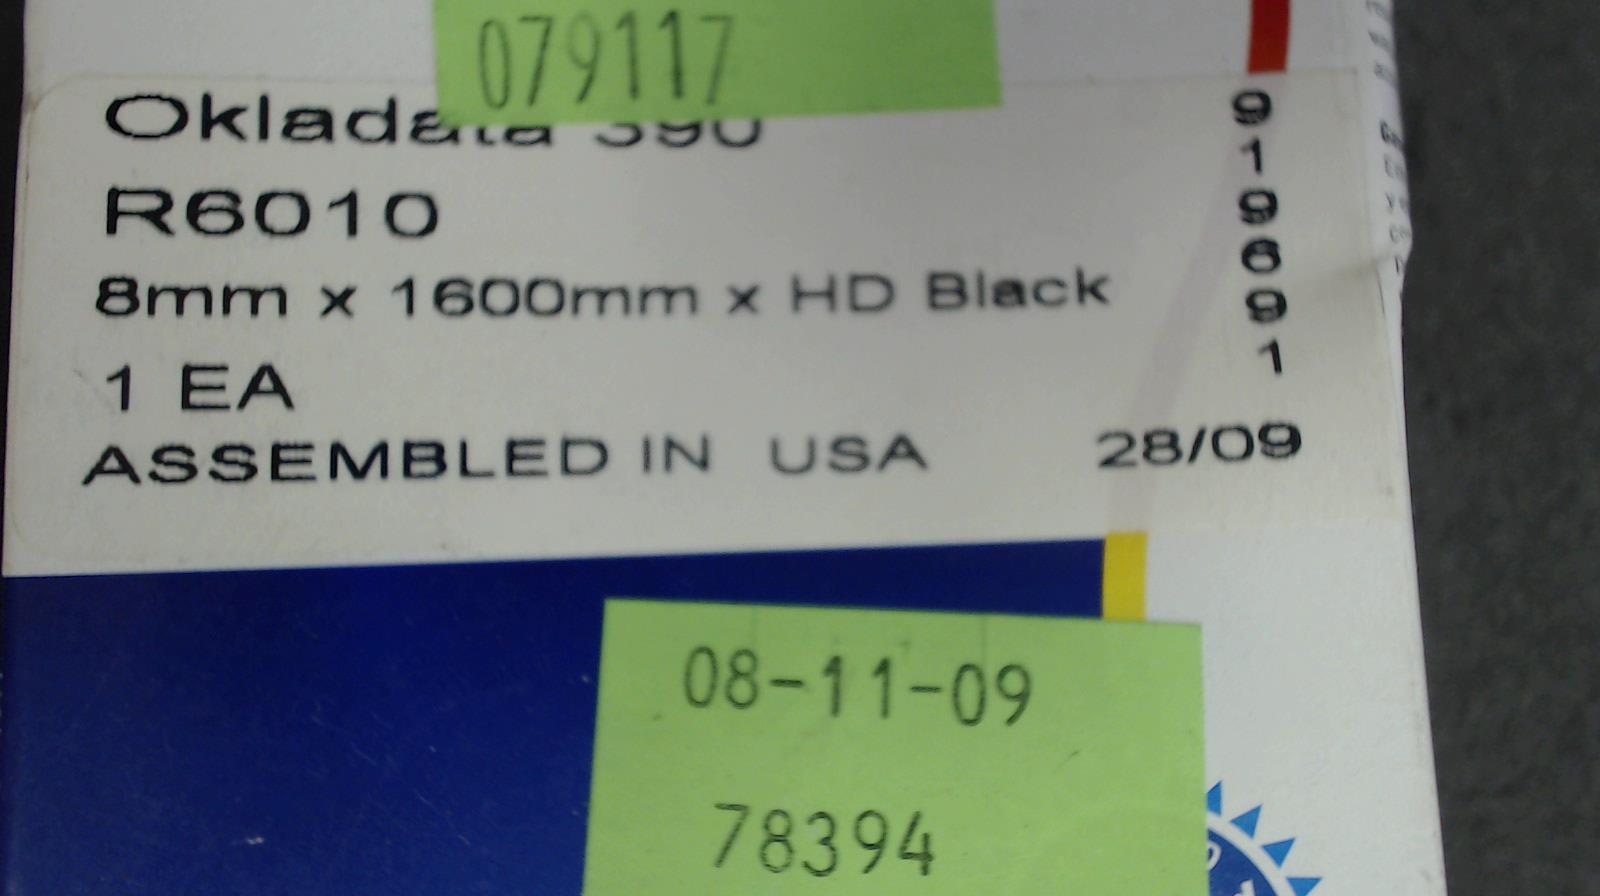 079117
Okladata 390
R6010
8mm x 1600mm x HD Black
1 EA
ASSEMBLED IN USA 28/09
919691
08-11-09
78394